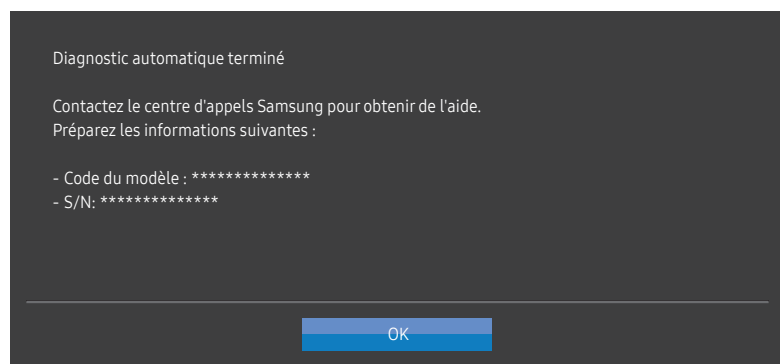 Diagnostic automatique terminé
Contactez le centre d'appels Samsung pour obtenir de l'aide.
Préparez les informations suivantes :
- Code du modèle : **************
- S/N: **************
OK